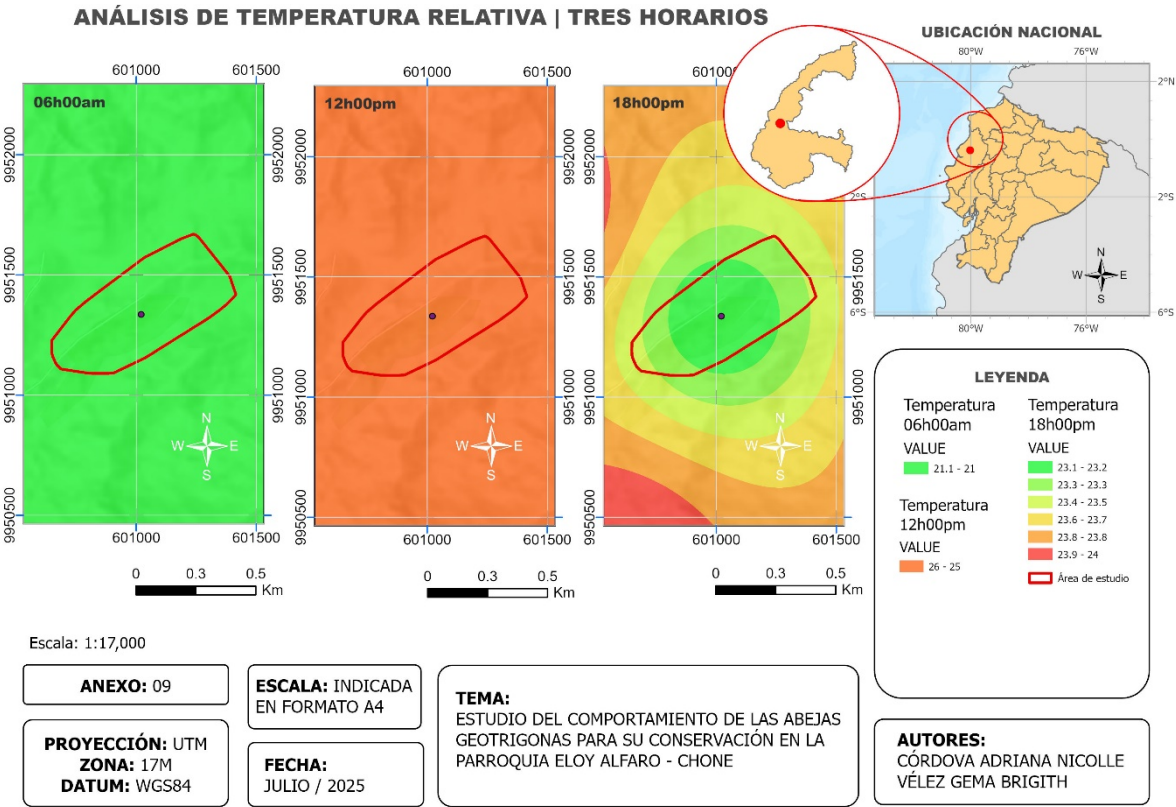 ANÁLISIS DE TEMPERATURA RELATIVA | TRES HORARIOS
UBICACIÓN NACIONAL
80°W 76°W
2°N
2°S
6°S 6°S
80°W 76°W
N
W E
S
06h00am
601000 601500
9952000
9951500
9951000
9950500
N
W E
S
601000 601500
0 0.3 0.5
Km
12h00pm
601000 601500
9952000
9951500
9951000
9950500
N
W E
S
601000 601500
0 0.3 0.5
Km
18h00pm
60100
9952000
9951500
9951000
9950500
N
W E
S
601000 601500
0 0.3 0.5
Km
LEYENDA
Temperatura
06h00am
VALUE
21.1 - 21
Temperatura
12h00pm
VALUE
26 - 25
Temperatura
18h00pm
VALUE
23.1 - 23.2
23.3 - 23.3
23.4 - 23.5
23.6 - 23.7
23.8 - 23.8
23.9 - 24
Área de estudio
Escala: 1:17,000
ANEXO: 09
PROYECCIÓN: UTM
ZONA: 17M
DATUM: WGS84
ESCALA: INDICADA
EN FORMATO A4
FECHA:
JULIO / 2025
TEMA:
ESTUDIO DEL COMPORTAMIENTO DE LAS ABEJAS
GEOTRIGONAS PARA SU CONSERVACIÓN EN LA
PARROQUIA ELOY ALFARO - CHONE
AUTORES:
CÓRDOVA ADRIANA NICOLLE
VÉLEZ GEMA BRIGITH